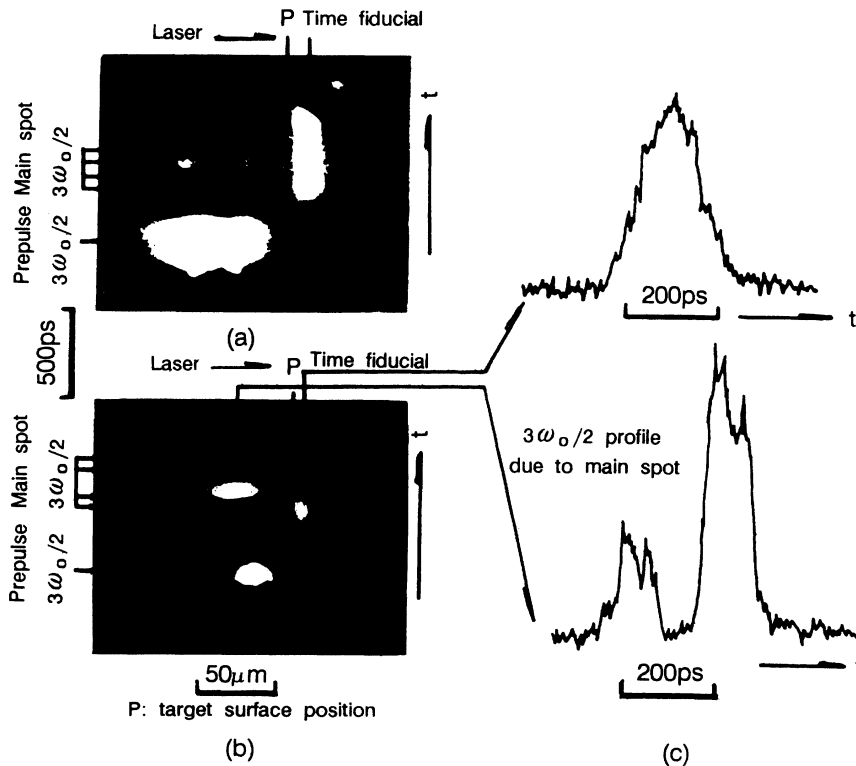 P Time fiducial
Laser
t
Prepulse Main spot
3ω₀/2 3ω₀/2
(a)
200ps
t
500ps
Laser P Time fiducial
t
Prepulse Main spot
3ω₀/2 3ω₀/2
3ω₀/2 profile
due to main spot
50μm
P: target surface position
(b)
200ps
(c)